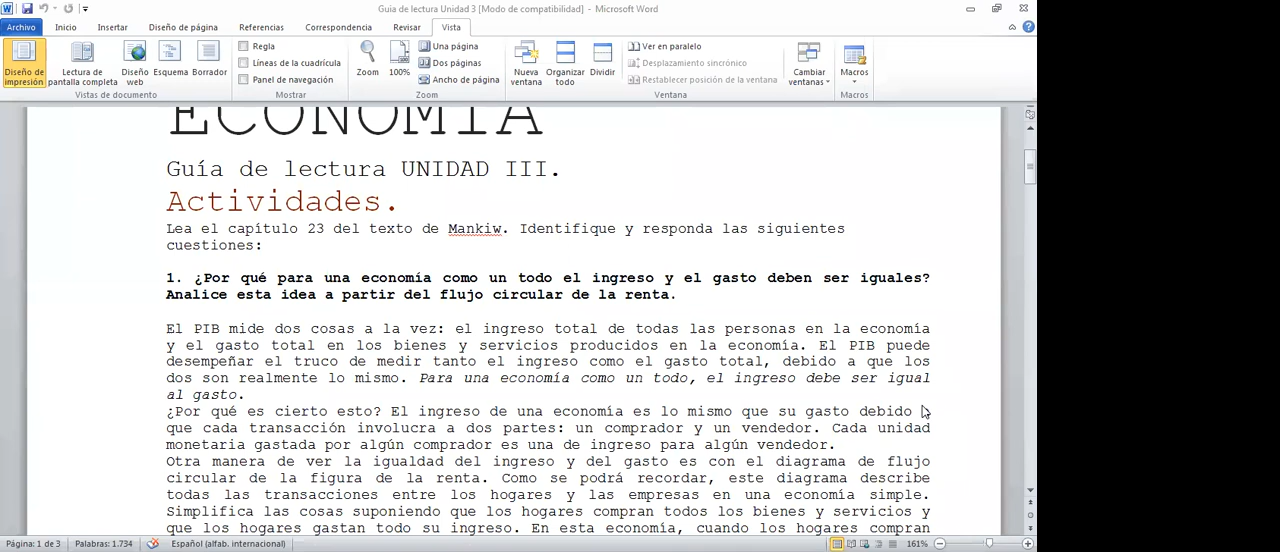 Guia de lectura Unidad 3 [Modo de compatibilidad] - Microsoft Word
Archivo Inicio Insertar Diseño de página Referencias Correspondencia Revisar Vista
Diseño de impresión
Lectura de pantalla completa
Diseño web
Esquema
Borrador
Vistas de documento
Regla
Líneas de la cuadrícula
Panel de navegación
Mostrar
Zoom
100%
Una página
Dos páginas
Ancho de página
Zoom
Nueva ventana
Organizar todo
Dividir
Ver en paralelo
Desplazamiento sincrónico
Restablecer posición de la ventana
Ventana
Cambiar ventanas
Macros
Macros
ECONOMÍA
Guía de lectura UNIDAD III.
Actividades.
Lea el capítulo 23 del texto de Mankiw. Identifique y responda las siguientes
cuestiones:
1. ¿Por qué para una economía como un todo el ingreso y el gasto deben ser iguales?
Analice esta idea a partir del flujo circular de la renta.
El PIB mide dos cosas a la vez: el ingreso total de todas las personas en la economía
y el gasto total en los bienes y servicios producidos en la economía. El PIB puede
desempeñar el truco de medir tanto el ingreso como el gasto total, debido a que los
dos son realmente lo mismo. Para una economía como un todo, el ingreso debe ser igual
al gasto.
¿Por qué es cierto esto? El ingreso de una economía es lo mismo que su gasto debido
que cada transacción involucra a dos partes: un comprador y un vendedor. Cada unidad
monetaria gastada por algún comprador es una de ingreso para algún vendedor.
Otra manera de ver la igualdad del ingreso y del gasto es con el diagrama de flujo
circular de la figura de la renta. Como se podrá recordar, este diagrama describe
todas las transacciones entre los hogares y las empresas en una economía simple.
Simplifica las cosas suponiendo que los hogares compran todos los bienes y servicios y
que los hogares gastan todo su ingreso. En esta economía, cuando los hogares compran
Página: 1 de 3 Palabras: 1.734 Español (alfab. internacional) 161%